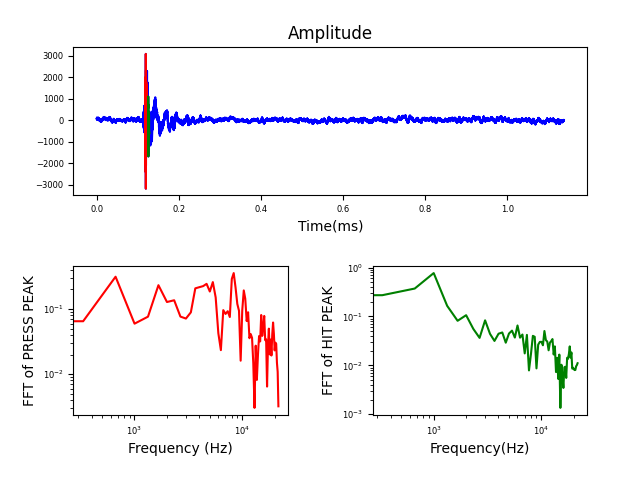 Amplitude
3000
2000
1000
0
−1000
−2000
−3000
0.0 0.2 0.4 0.6 0.8 1.0
Time(ms)
FFT of PRESS PEAK
10⁻¹
10⁻²
10³ 10⁴
Frequency (Hz)
FFT of HIT PEAK
10⁰
10⁻¹
10⁻²
10⁻³
10³ 10⁴
Frequency(Hz)